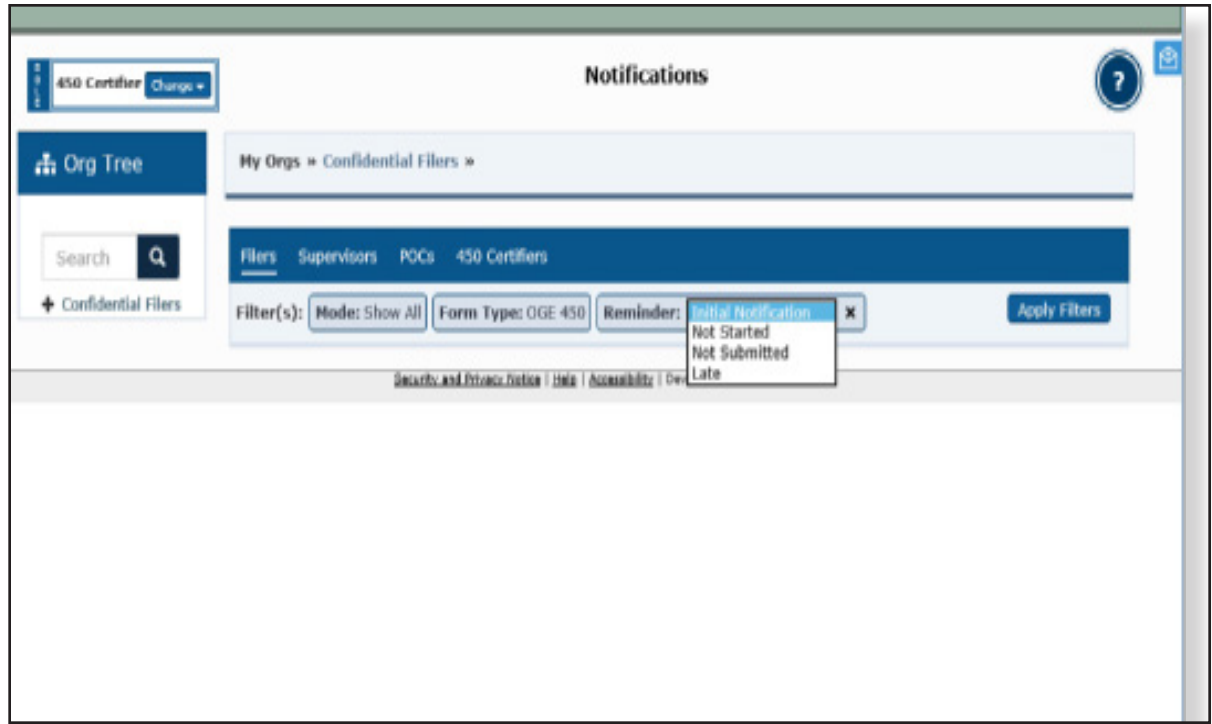 Notifications
ROLE
450 Certifier Change
?
Org Tree
My Orgs » Confidential Filers »
Search
Confidential Filers
Filers Supervisors POCs 450 Certifiers
Filter(s): Mode: Show All Form Type: OGE 450 Reminder: Initial Notification x Apply Filters
Not Started
Not Submitted
Late
Security and Privacy Notice | Help | Accessibility |